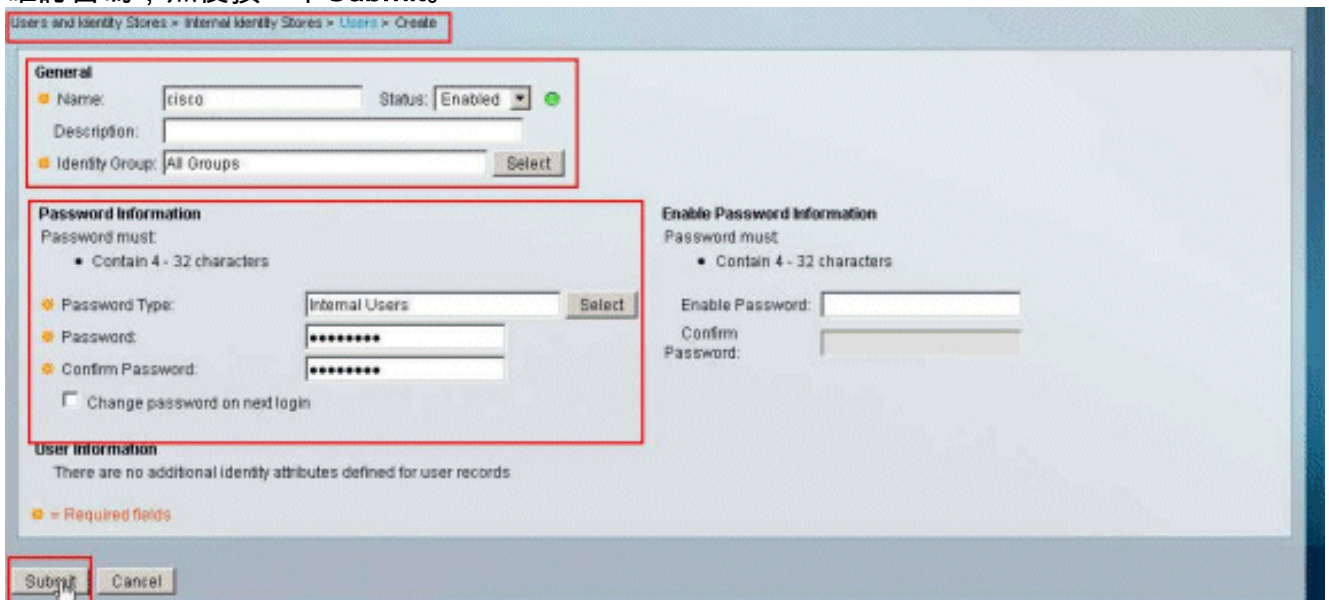 Users and Identity Stores > Internal Identity Stores > Users > Create
General
Name: cisco Status: Enabled
Description:
Identity Group: All Groups Select
Password Information
Password must:
• Contain 4 - 32 characters
Password Type: Internal Users Select
Password: ••••••••
Confirm Password: ••••••••
Change password on next login
Enable Password Information
Password must:
• Contain 4 - 32 characters
Enable Password:
Confirm
Password:
User Information
There are no additional identity attributes defined for user records
= Required fields
Submit Cancel